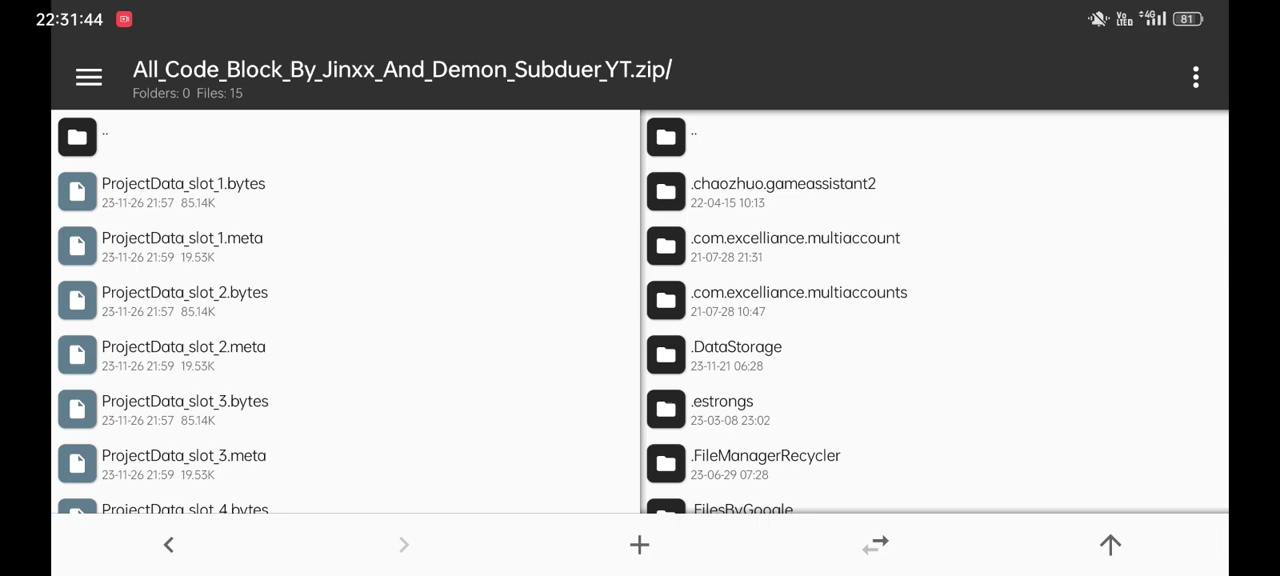 22:31:44
Vo LTED 4G 81
All_Code_Block_By_Jinxx_And_Demon_Subduer_YT.zip/
Folders: 0 Files: 15
..
ProjectData_slot_1.bytes
23-11-26 21:57 85.14K
ProjectData_slot_1.meta
23-11-26 21:59 19.53K
ProjectData_slot_2.bytes
23-11-26 21:57 85.14K
ProjectData_slot_2.meta
23-11-26 21:59 19.53K
ProjectData_slot_3.bytes
23-11-26 21:57 85.14K
ProjectData_slot_3.meta
23-11-26 21:59 19.53K
ProjectData_slot_4.bytes
..
.chaozhuo.gameassistant2
22-04-15 10:13
.com.excelliance.multiaccount
21-07-28 21:31
.com.excelliance.multiaccounts
21-07-28 10:47
.DataStorage
23-11-21 06:28
.estrongs
23-03-08 23:02
.FileManagerRecycler
23-06-29 07:28
.FilesByGoogle